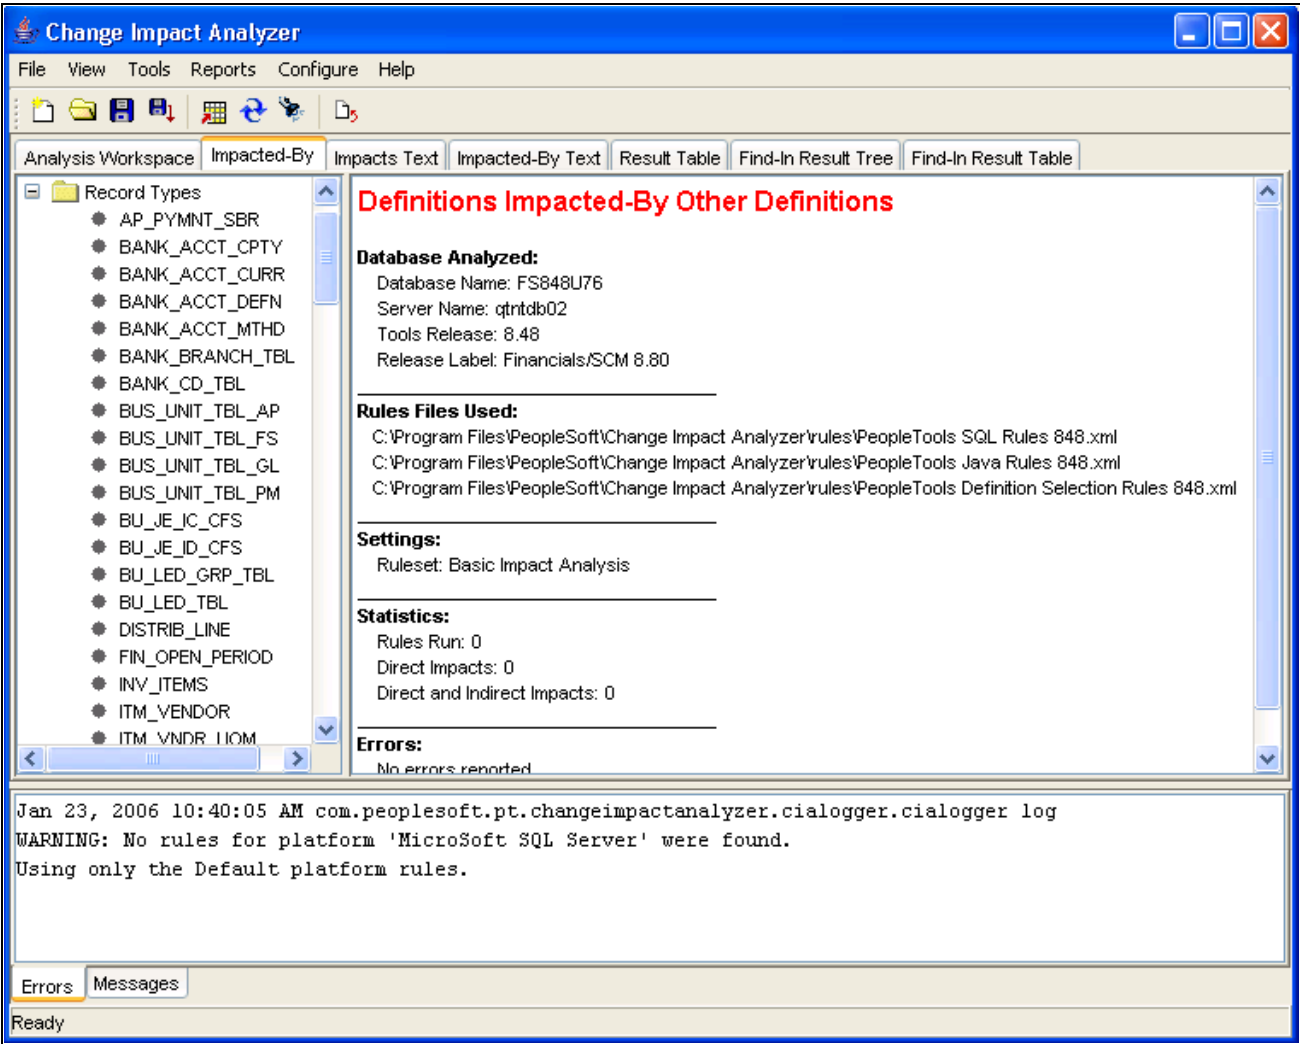 Change Impact Analyzer
File View Tools Reports Configure Help
Analysis Workspace Impacted-By Impacts Text Impacted-By Text Result Table Find-In Result Tree Find-In Result Table
Record Types
AP_PYMNT_SBR
BANK_ACCT_CPTY
BANK_ACCT_CURR
BANK_ACCT_DEFN
BANK_ACCT_MTHD
BANK_BRANCH_TBL
BANK_CD_TBL
BUS_UNIT_TBL_AP
BUS_UNIT_TBL_FS
BUS_UNIT_TBL_GL
BUS_UNIT_TBL_PM
BU_JE_IC_CFS
BU_JE_ID_CFS
BU_LED_GRP_TBL
BU_LED_TBL
DISTRIB_LINE
FIN_OPEN_PERIOD
INV_ITEMS
ITM_VENDOR
ITM_VNDR_UOM
Definitions Impacted-By Other Definitions
Database Analyzed:
Database Name: FS848U76
Server Name: qtntdb02
Tools Release: 8.48
Release Label: Financials/SCM 8.80
Rules Files Used:
C:\Program Files\PeopleSoft\Change Impact Analyzer\rules\PeopleTools SQL Rules 848.xml
C:\Program Files\PeopleSoft\Change Impact Analyzer\rules\PeopleTools Java Rules 848.xml
C:\Program Files\PeopleSoft\Change Impact Analyzer\rules\PeopleTools Definition Selection Rules 848.xml
Settings:
Ruleset: Basic Impact Analysis
Statistics:
Rules Run: 0
Direct Impacts: 0
Direct and Indirect Impacts: 0
Errors:
No errors reported
Jan 23, 2006 10:40:05 AM com.peoplesoft.pt.changeimpactanalyzer.cialogger.cialogger log
WARNING: No rules for platform 'MicroSoft SQL Server' were found.
Using only the Default platform rules.
Errors Messages
Ready